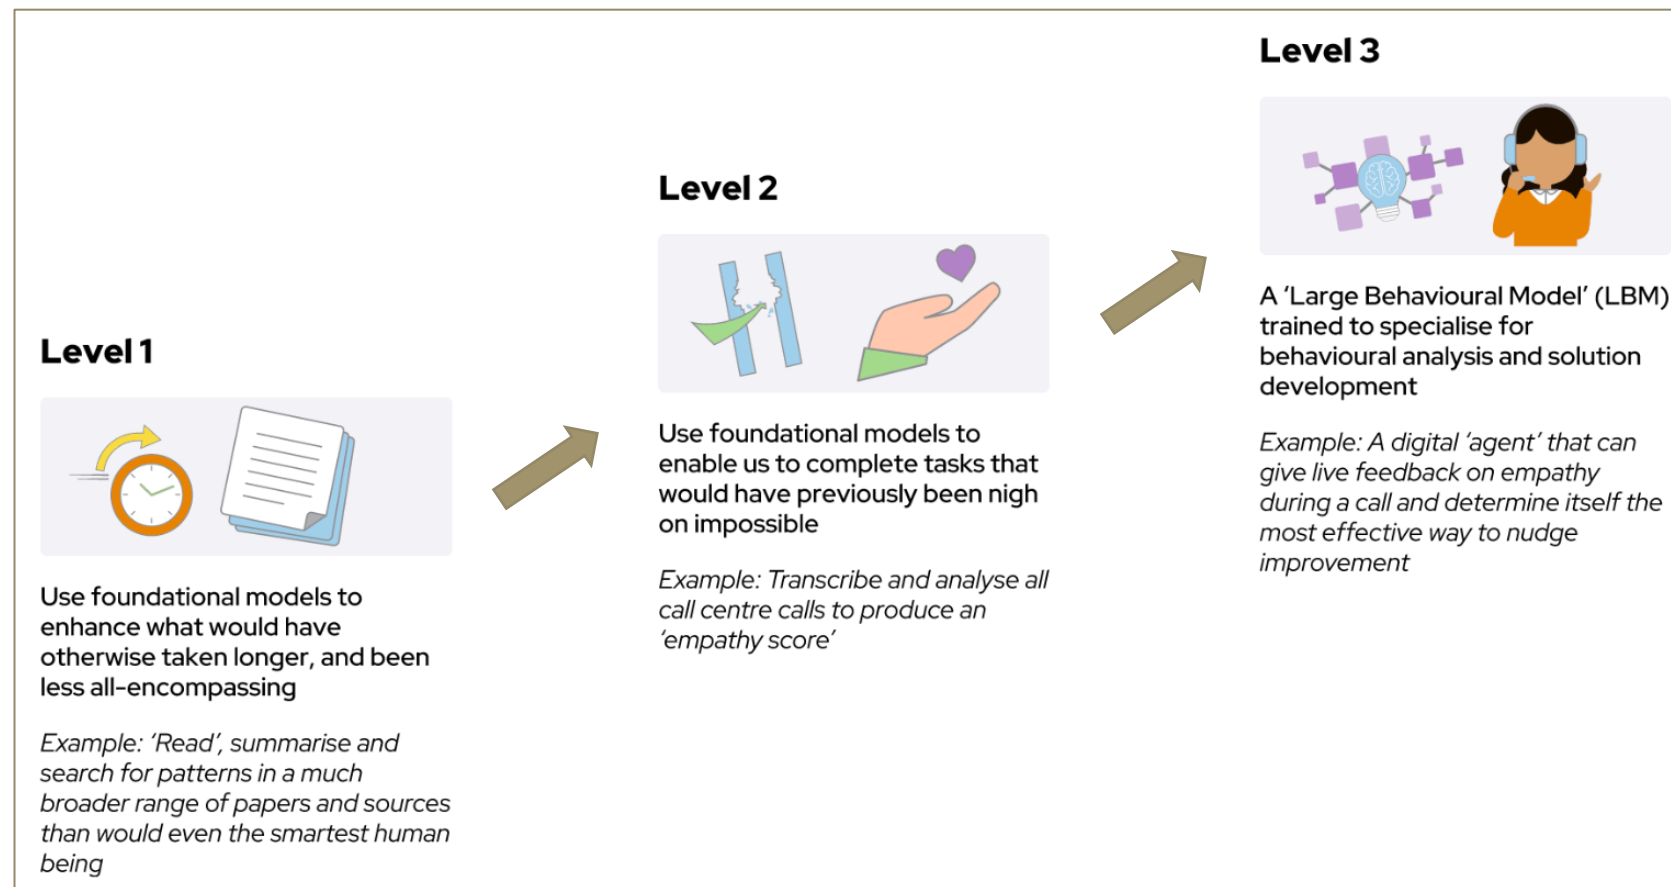 Level 1
Use foundational models to
enhance what would have
otherwise taken longer, and been
less all-encompassing
Example: ‘Read’, summarise and
search for patterns in a much
broader range of papers and sources
than would even the smartest human
being
Level 2
Use foundational models to
enable us to complete tasks that
would have previously been nigh
on impossible
Example: Transcribe and analyse all
call centre calls to produce an
‘empathy score’
Level 3
A ‘Large Behavioural Model’ (LBM)
trained to specialise for
behavioural analysis and solution
development
Example: A digital ‘agent’ that can
give live feedback on empathy
during a call and determine itself the
most effective way to nudge
improvement